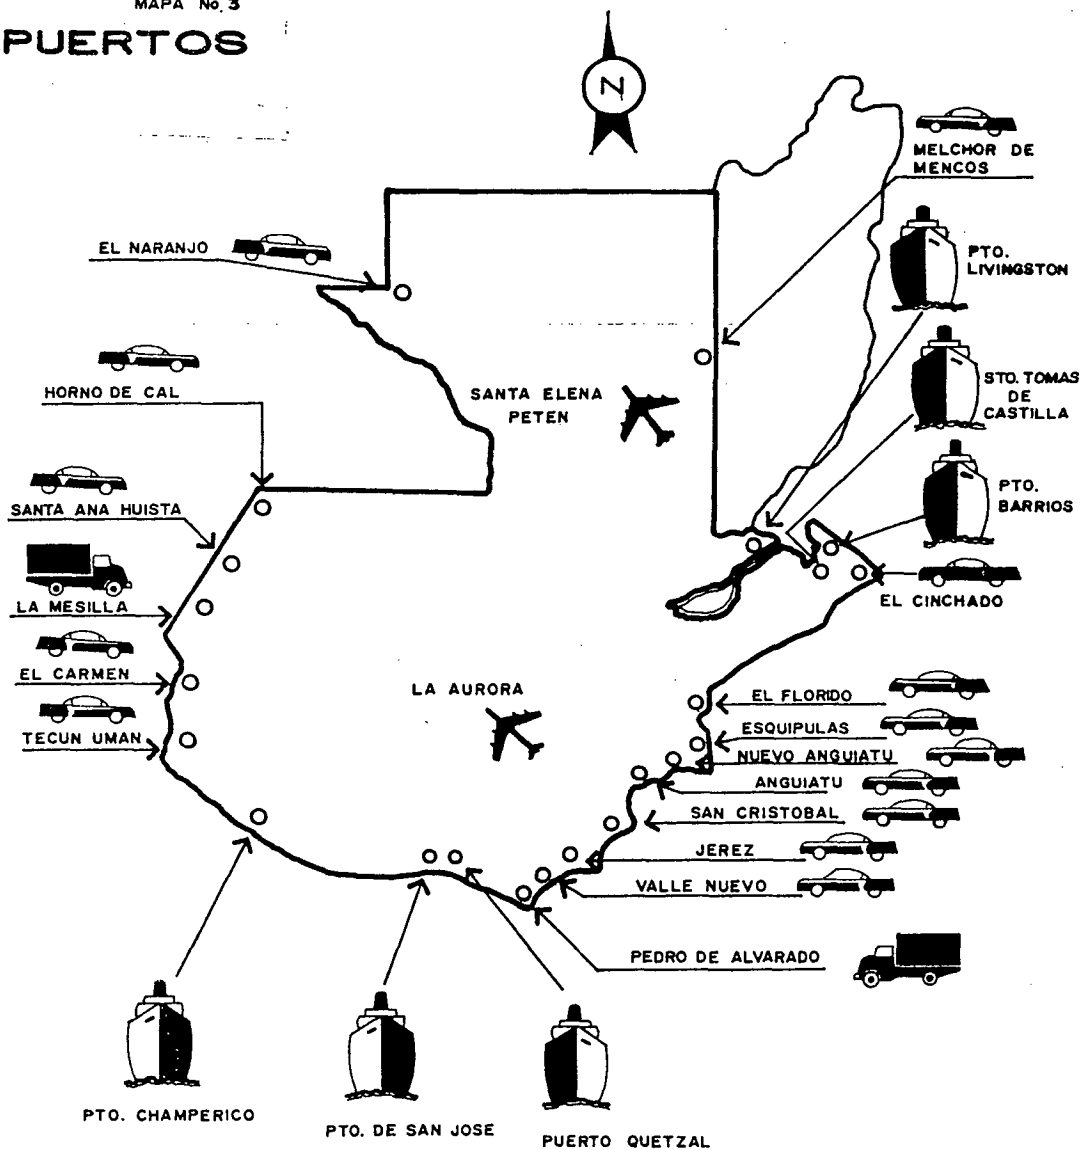 MAPA No. 3
PUERTOS
N
MELCHOR DE
MENCOS
EL NARANJO
PTO.
LIVINGSTON
HORNO DE CAL
SANTA ELENA
PETEN
STO. TOMAS
DE
CASTILLA
SANTA ANA HUISTA
PTO.
BARRIOS
LA MESILLA
EL CINCHADO
EL CARMEN
LA AURORA
EL FLORIDO
TECUN UMAN
ESQUIPULAS
NUEVO ANGUIATU
ANGUIATU
SAN CRISTOBAL
JEREZ
VALLE NUEVO
PEDRO DE ALVARADO
PTO. CHAMPERICO
PTO. DE SAN JOSE
PUERTO QUETZAL